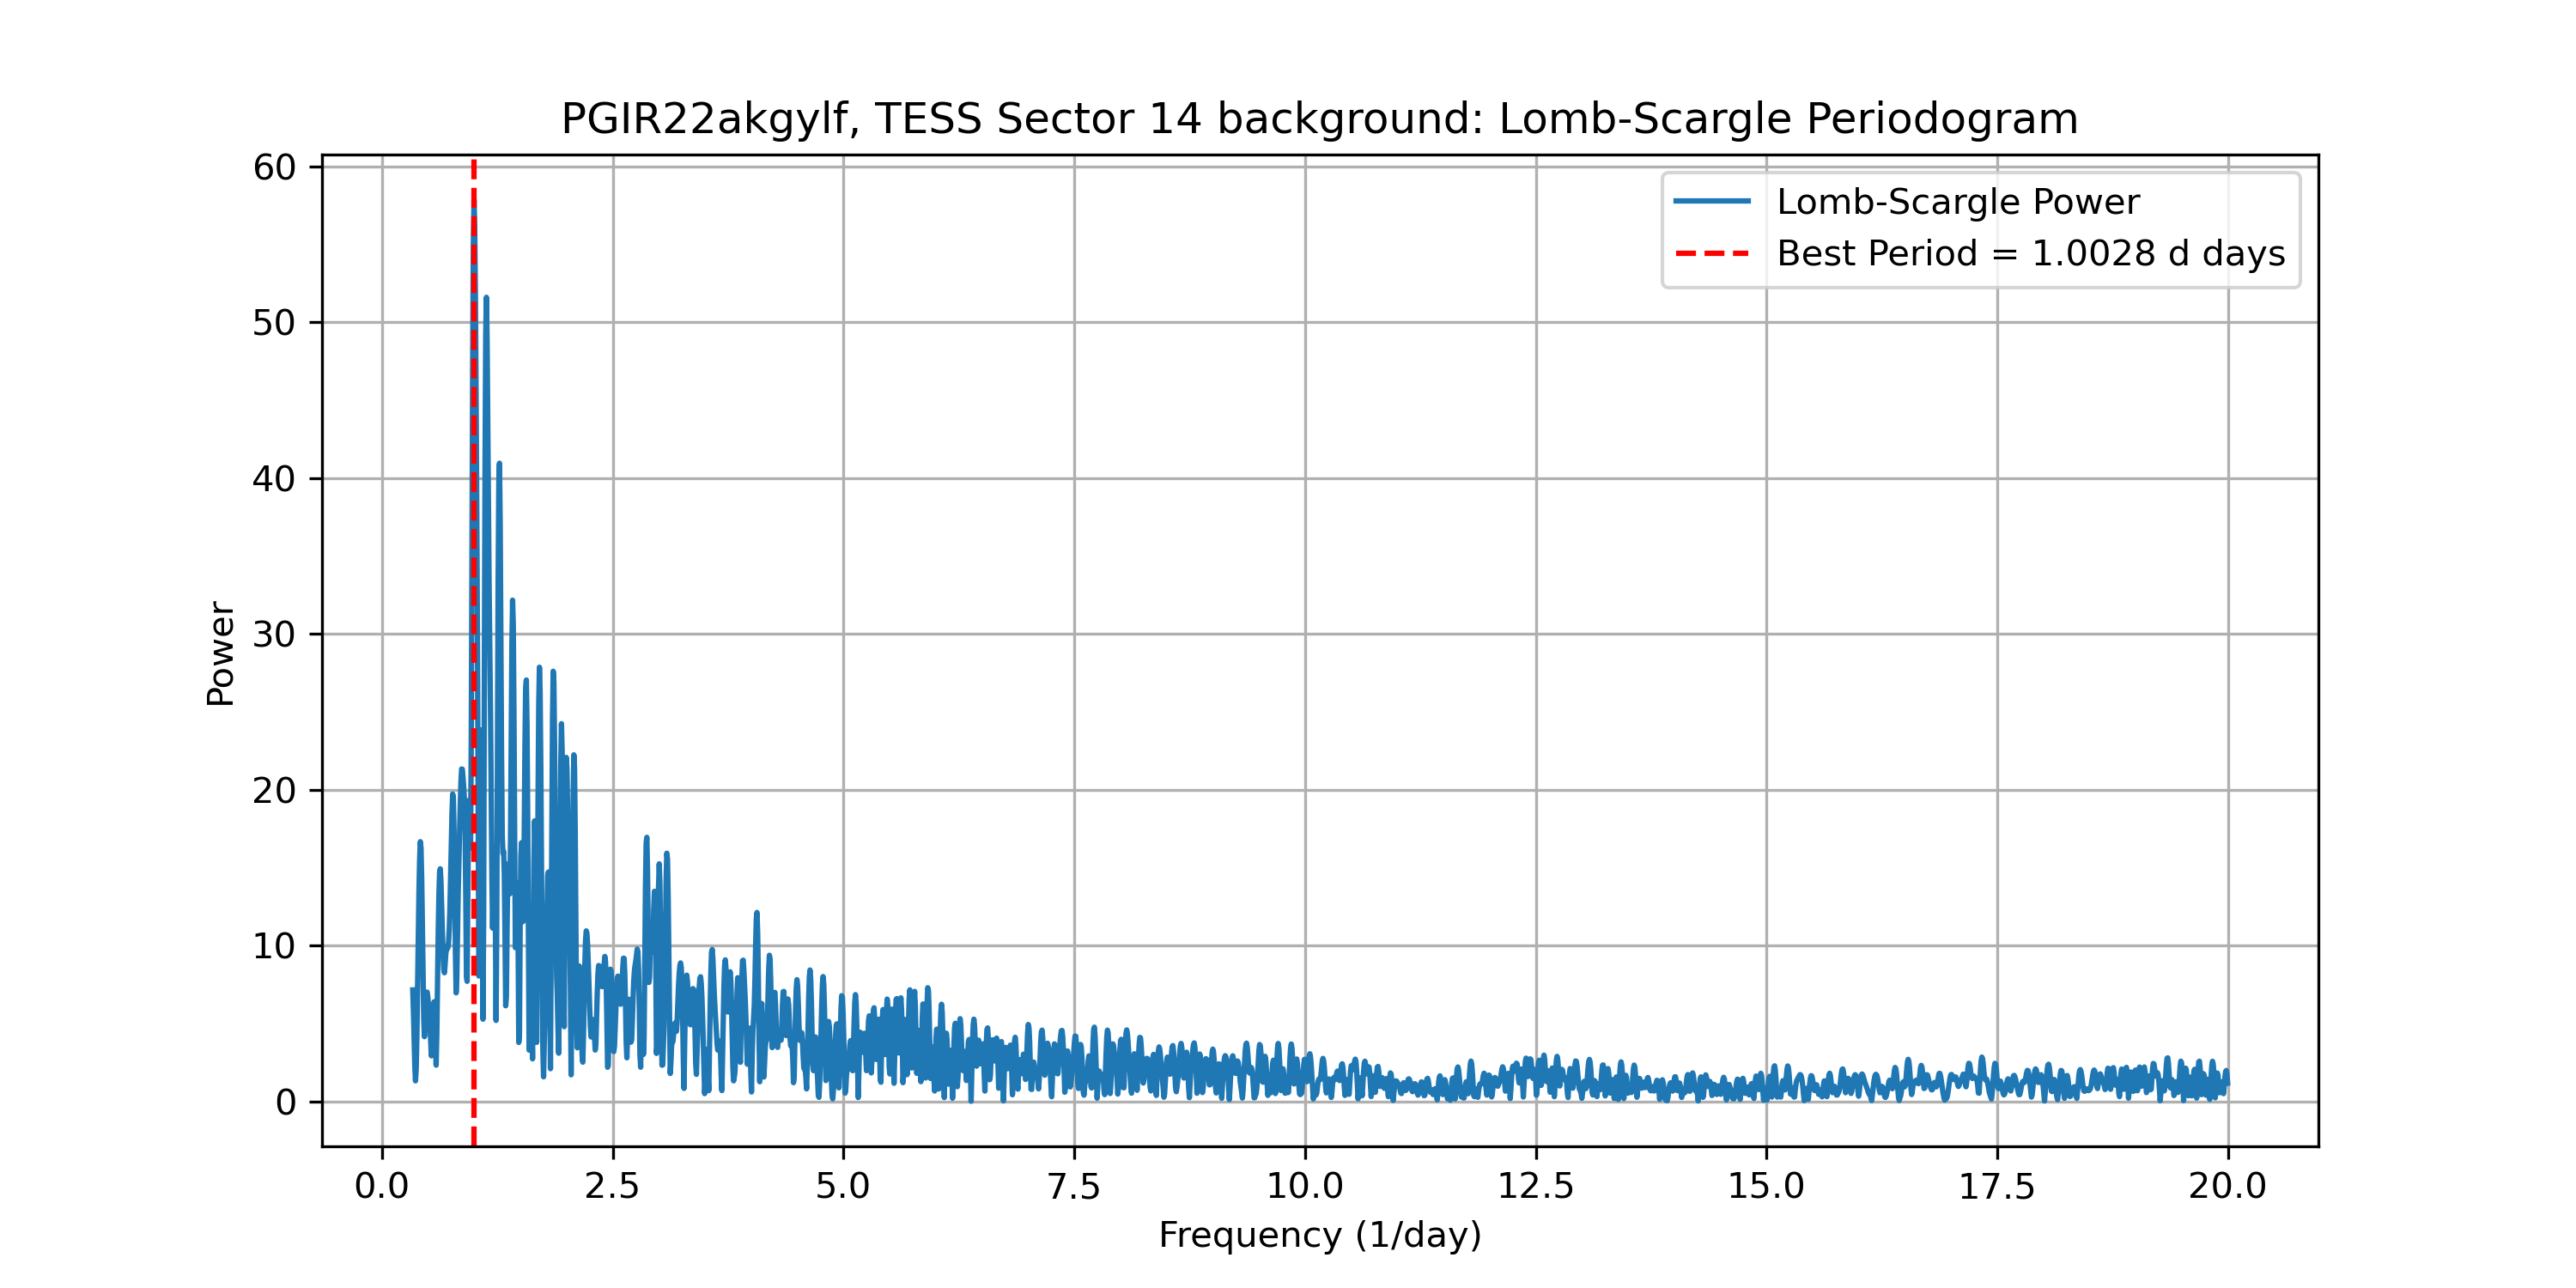 PGIR22akgylf, TESS Sector 14 background: Lomb-Scargle Periodogram
Lomb-Scargle Power
Best Period = 1.0028 d days
60
50
40
30
20
10
0
Power
0.0 2.5 5.0 7.5 10.0 12.5 15.0 17.5 20.0
Frequency (1/day)